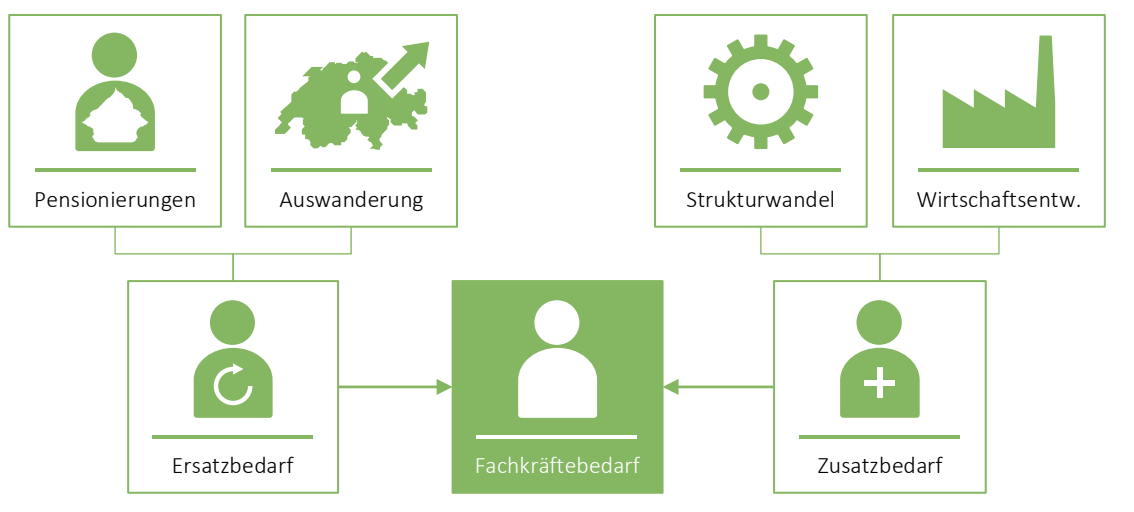 Pensionierungen
Auswanderung
Strukturwandel
Wirtschaftsentw.
Ersatzbedarf
Fachkräftebedarf
Zusatzbedarf